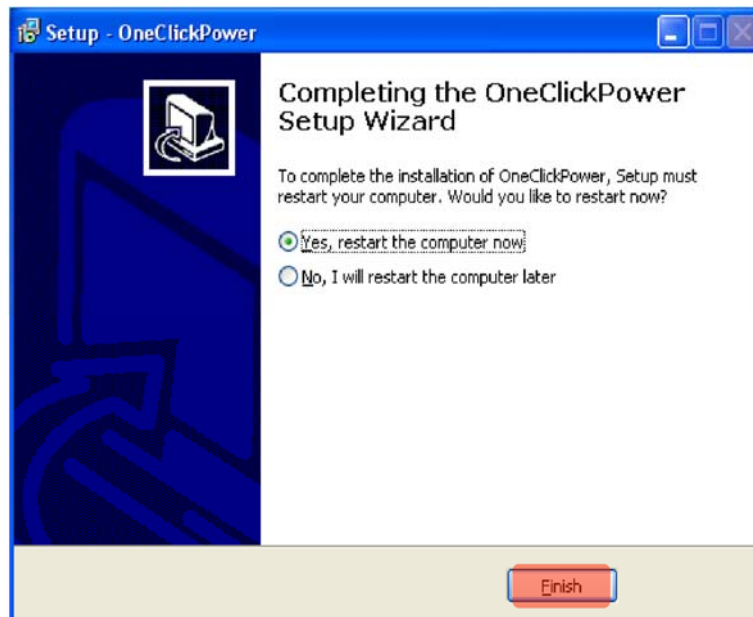 Setup - OneClickPower
Completing the OneClickPower
Setup Wizard
To complete the installation of OneClickPower, Setup must
restart your computer. Would you like to restart now?
Yes, restart the computer now
No, I will restart the computer later
Finish